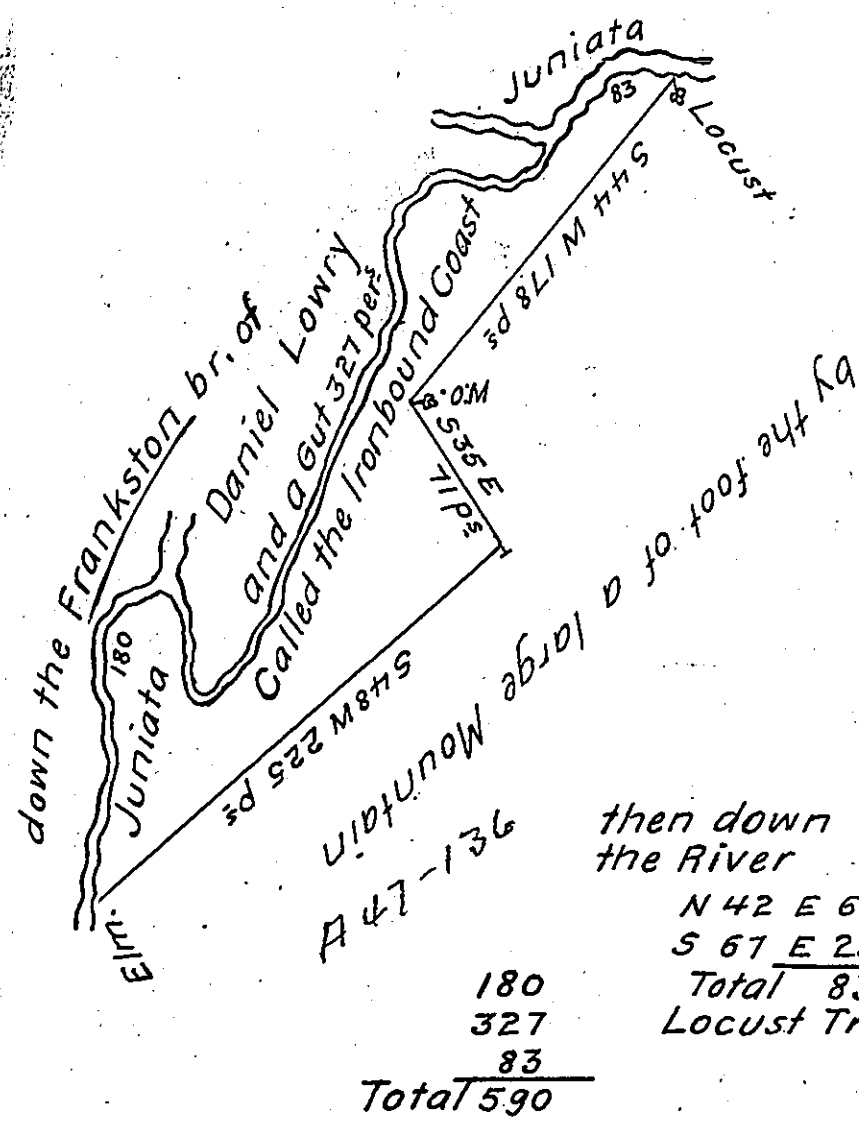 Juniata
83
Locust
S 44 W 178 ps
down the Frankston br. of
Daniel Lowry
and a Gut 327 pers
Called the Ironbound Coast
W.O.
S 35 E
71 ps.
180
Juniata
S 48 W 225 ps
by the foot of a large
Mountain
A 47-136
Elm.
then down
the River
N 42 E 6
S 67 E 2
Total 83
Locust Tr
180
327
83
Total 590